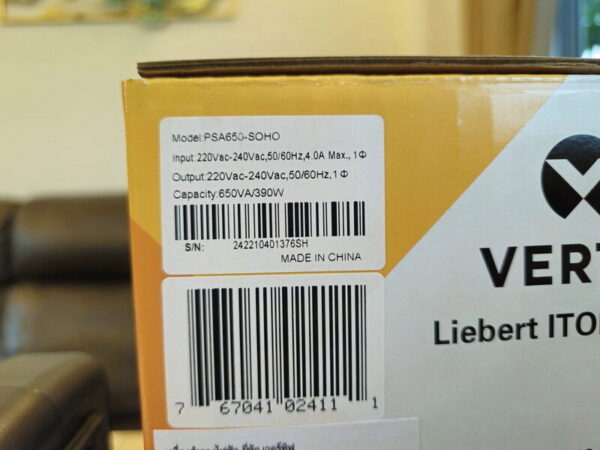 Model:PSA650-SOHO
Input:220Vac-240Vac,50/60Hz,4.0A Max., 1Φ
Output:220Vac-240Vac,50/60Hz,1Φ
Capacity:650VA/390W
S/N: 242210401376SH
MADE IN CHINA
7 67041 02411 1
VERT
Liebert ITO